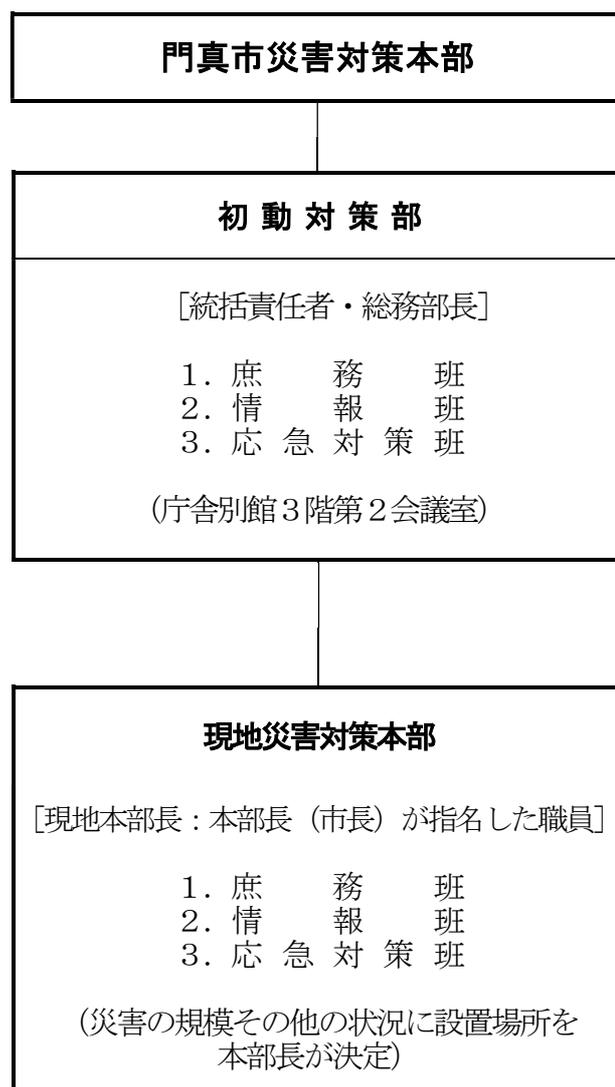 門真市災害対策本部
初動対策部
［統括責任者・総務部長］
１．庶務班
２．情報班
３．応急対策班
（庁舎別館３階第２会議室）
現地災害対策本部
［現地本部長：本部長（市長）が指名した職員］
１．庶務班
２．情報班
３．応急対策班
（災害の規模その他の状況に設置場所を
本部長が決定）